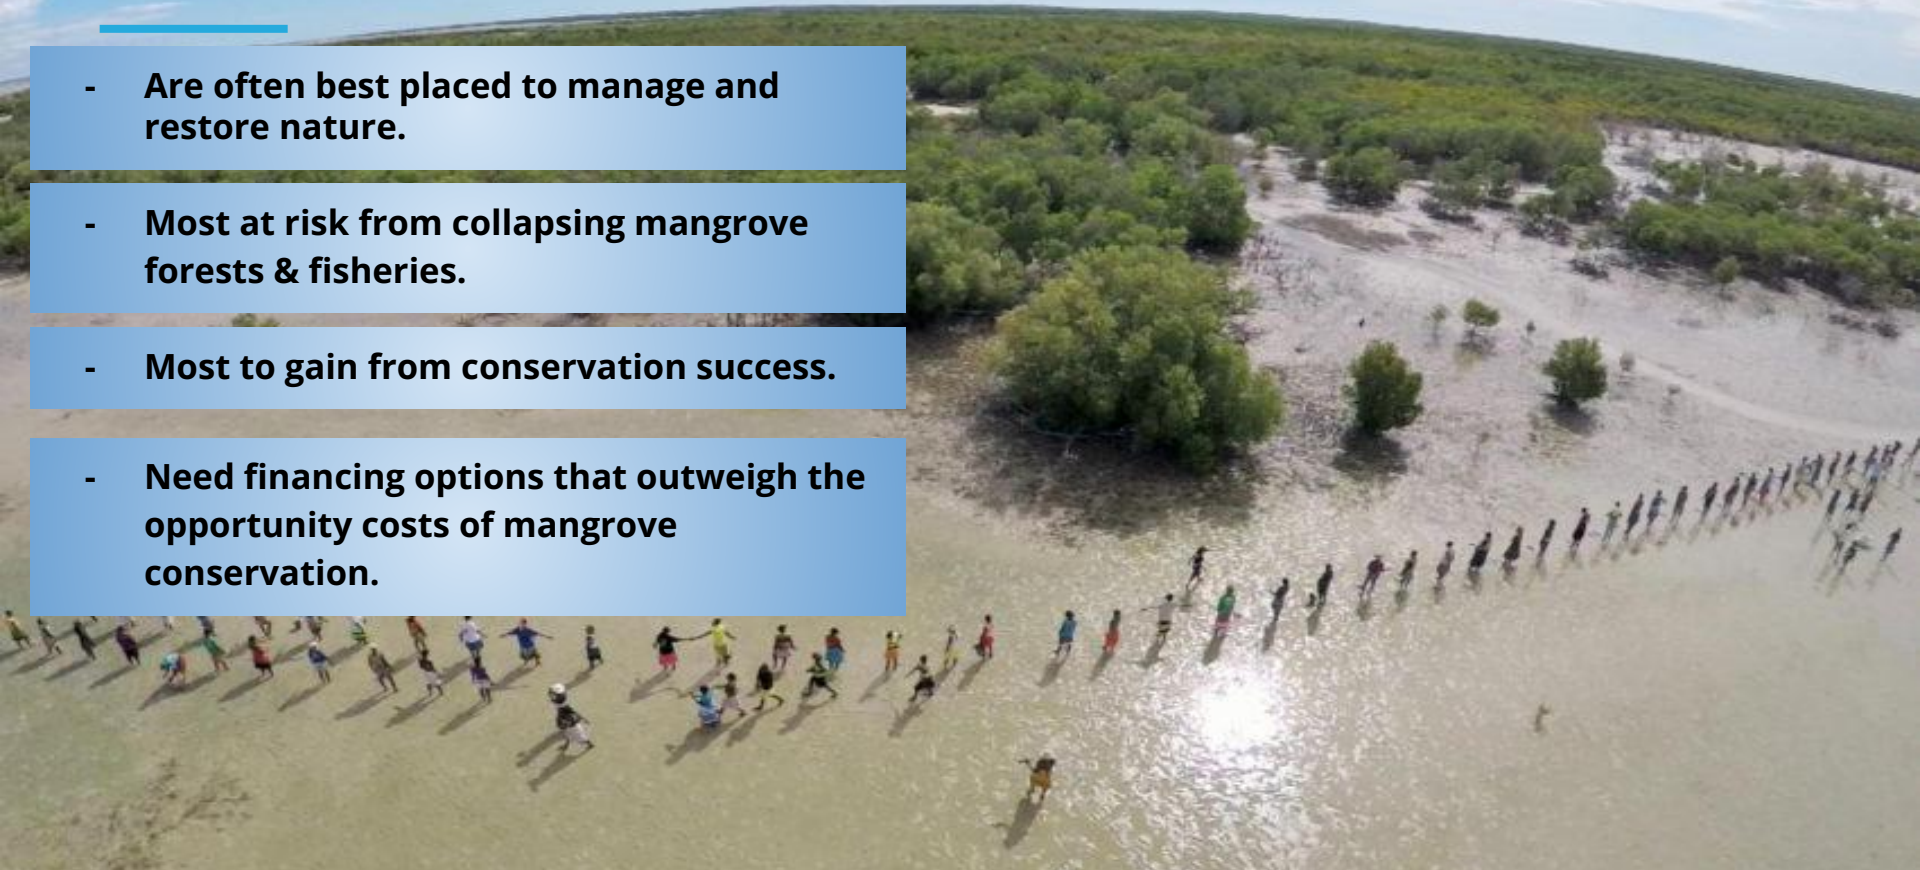 - Are often best placed to manage and
restore nature.
- Most at risk from collapsing mangrove
forests & fisheries.
- Most to gain from conservation success.
- Need financing options that outweigh the
opportunity costs of mangrove
conservation.